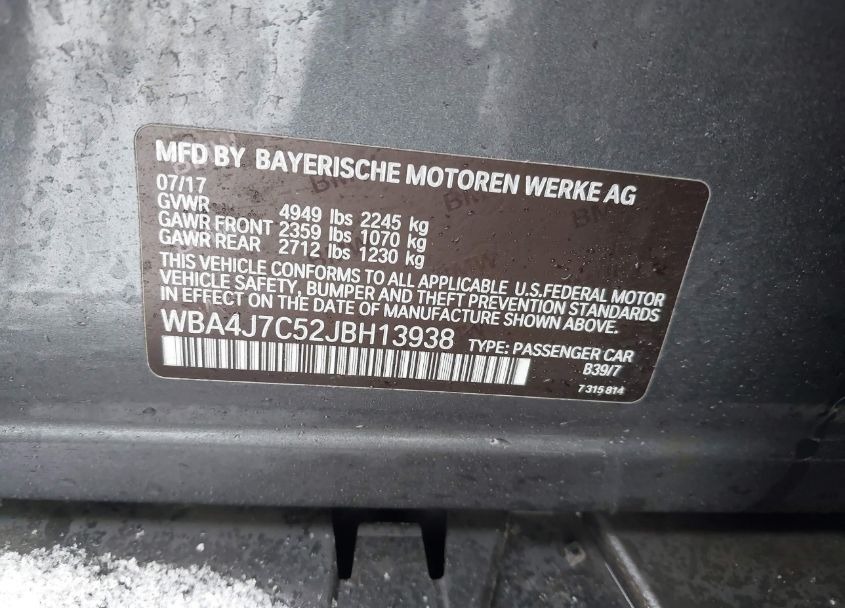 MFD BY BAYERISCHE MOTOREN WERKE AG
07/17
GVWR 4949 lbs 2245 kg
GAWR FRONT 2359 lbs 1070 kg
GAWR REAR 2712 lbs 1230 kg
THIS VEHICLE CONFORMS TO ALL APPLICABLE U.S.FEDERAL MOTOR
VEHICLE SAFETY, BUMPER AND THEFT PREVENTION STANDARDS
IN EFFECT ON THE DATE OF MANUFACTURE SHOWN ABOVE.
WBA4J7C52JBH13938 TYPE: PASSENGER CAR
B39/7
7 315 814